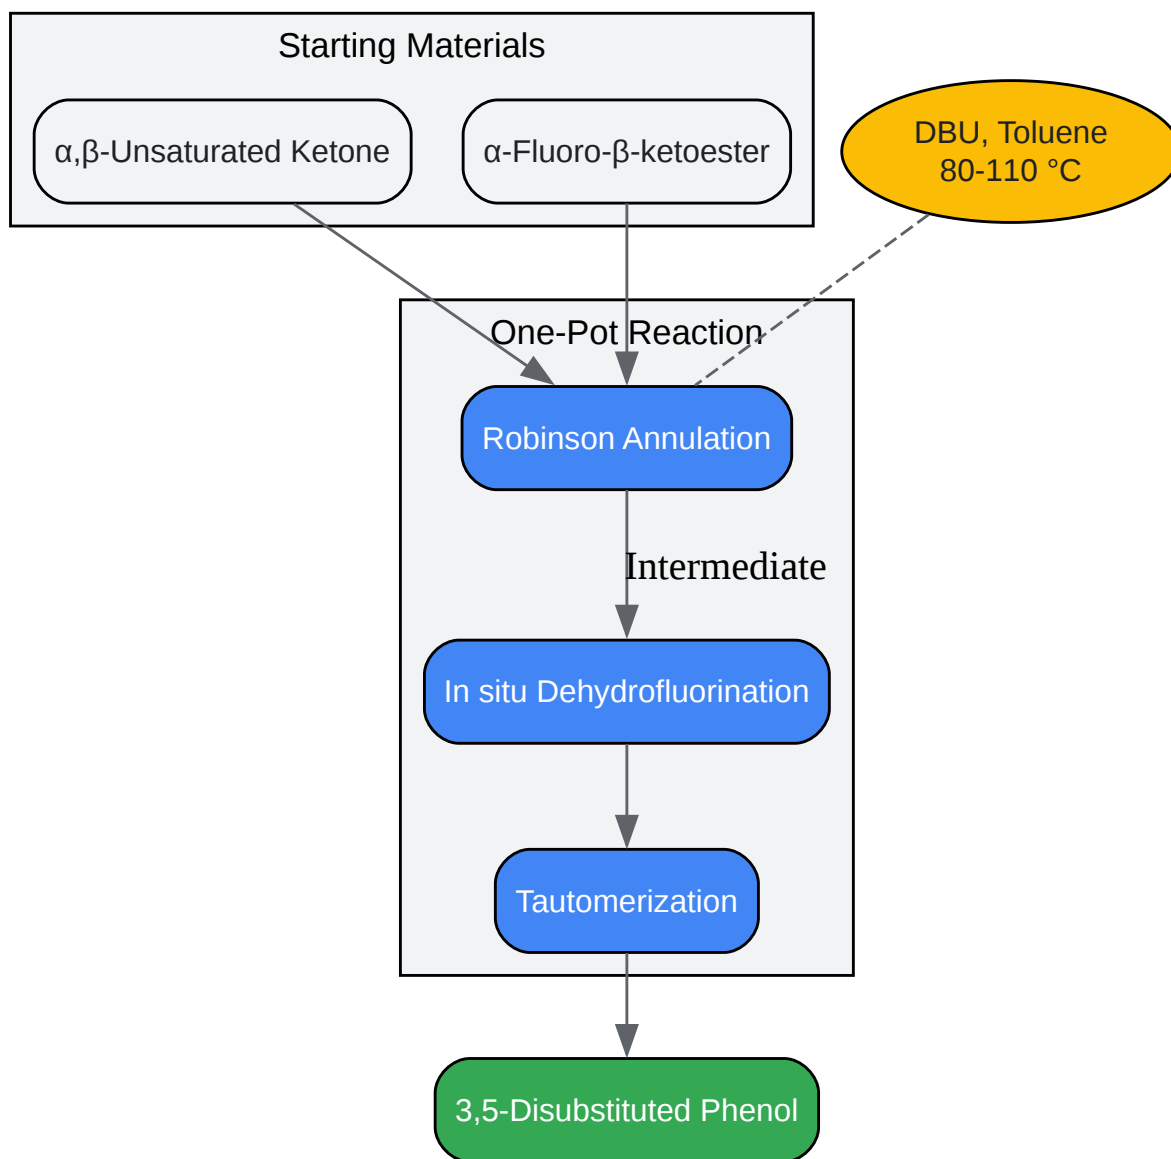 Starting Materials
α,β-Unsaturated Ketone
α-Fluoro-β-ketoester
DBU, Toluene
80-110 °C
One-Pot Reaction
Robinson Annulation
Intermediate
In situ Dehydrofluorination
Tautomerization
3,5-Disubstituted Phenol